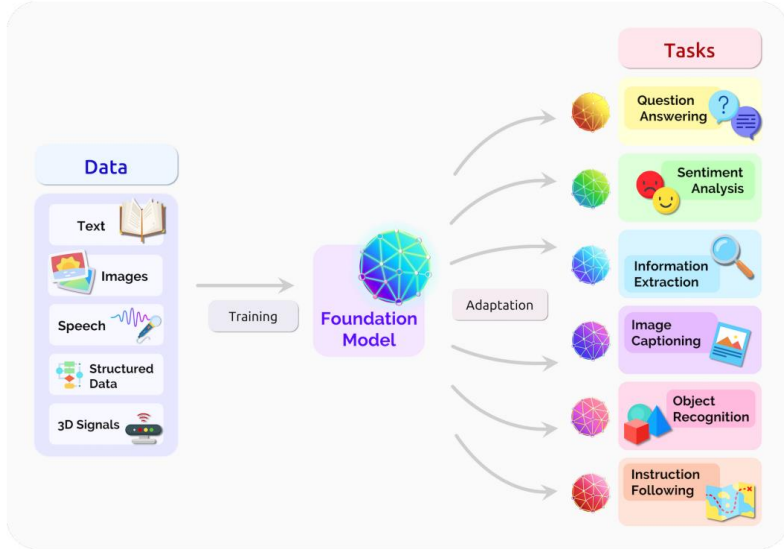 Data
Text
Images
Speech
Structured
Data
3D Signals
Training
Foundation
Model
Adaptation
Tasks
Question
Answering
?
Sentiment
Analysis
Information
Extraction
Image
Captioning
Object
Recognition
Instruction
Following